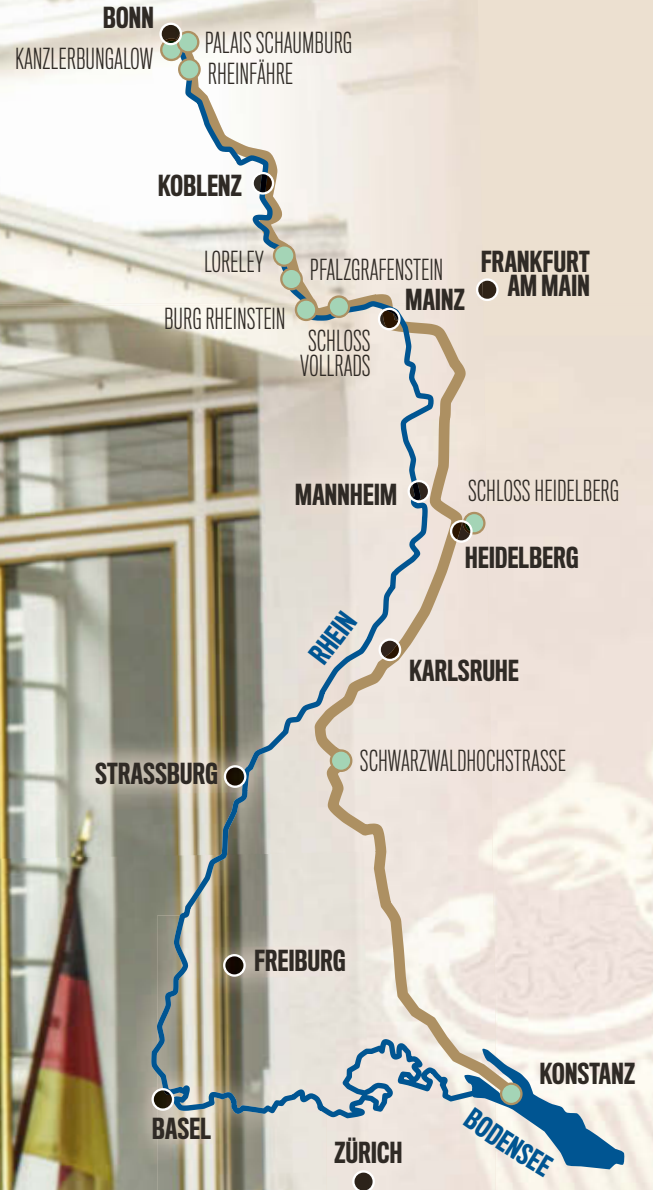 BONN
PALAIS SCHAUMBURG
KANZLERBUNGALOW
RHEINFÄHRE
KOBLENZ
LORELEY
PFALZGRAFENSTEIN
FRANKFURT
AM MAIN
MAINZ
BURG RHEINSTEIN
SCHLOSS
VOLLRADS
MANNHEIM
SCHLOSS HEIDELBERG
HEIDELBERG
RHEIN
KARLSRUHE
SCHWARZWALDHOCHSTRASSE
STRASSBURG
FREIBURG
KONSTANZ
BASEL
BODENSEE
ZÜRICH